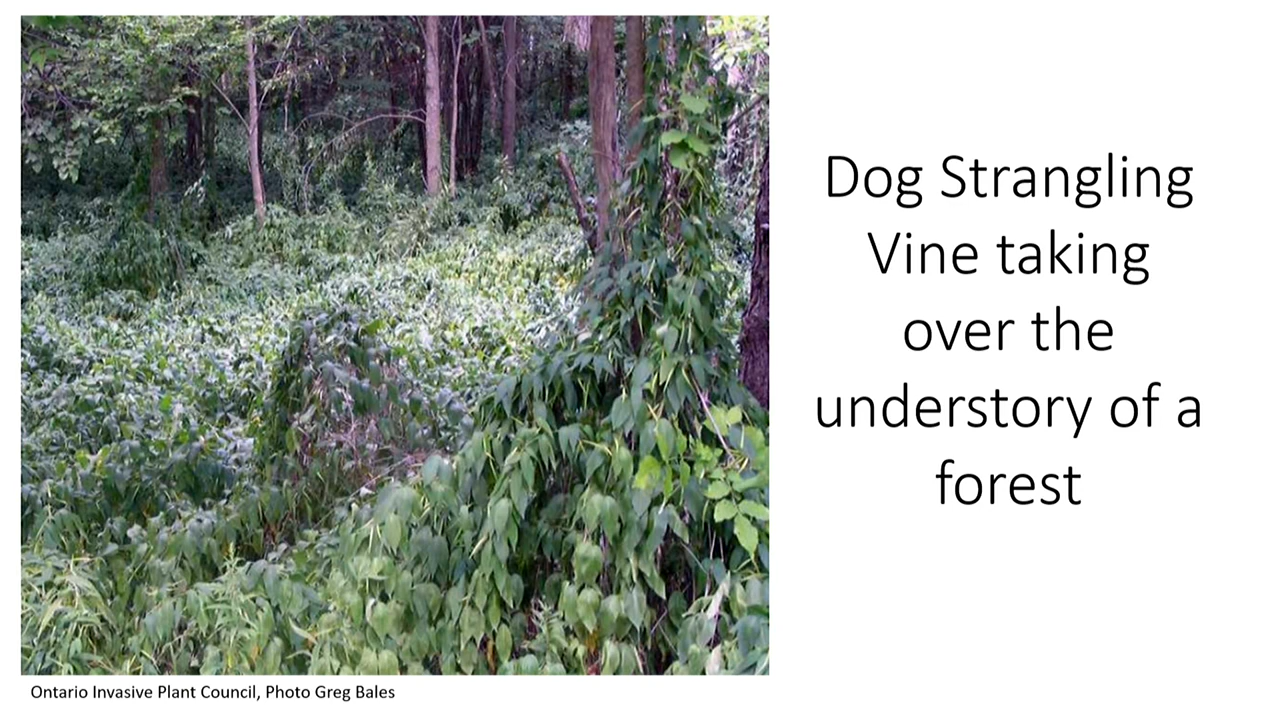 Dog Strangling
Vine taking
over the
understory of a
forest
Ontario Invasive Plant Council, Photo Greg Bales